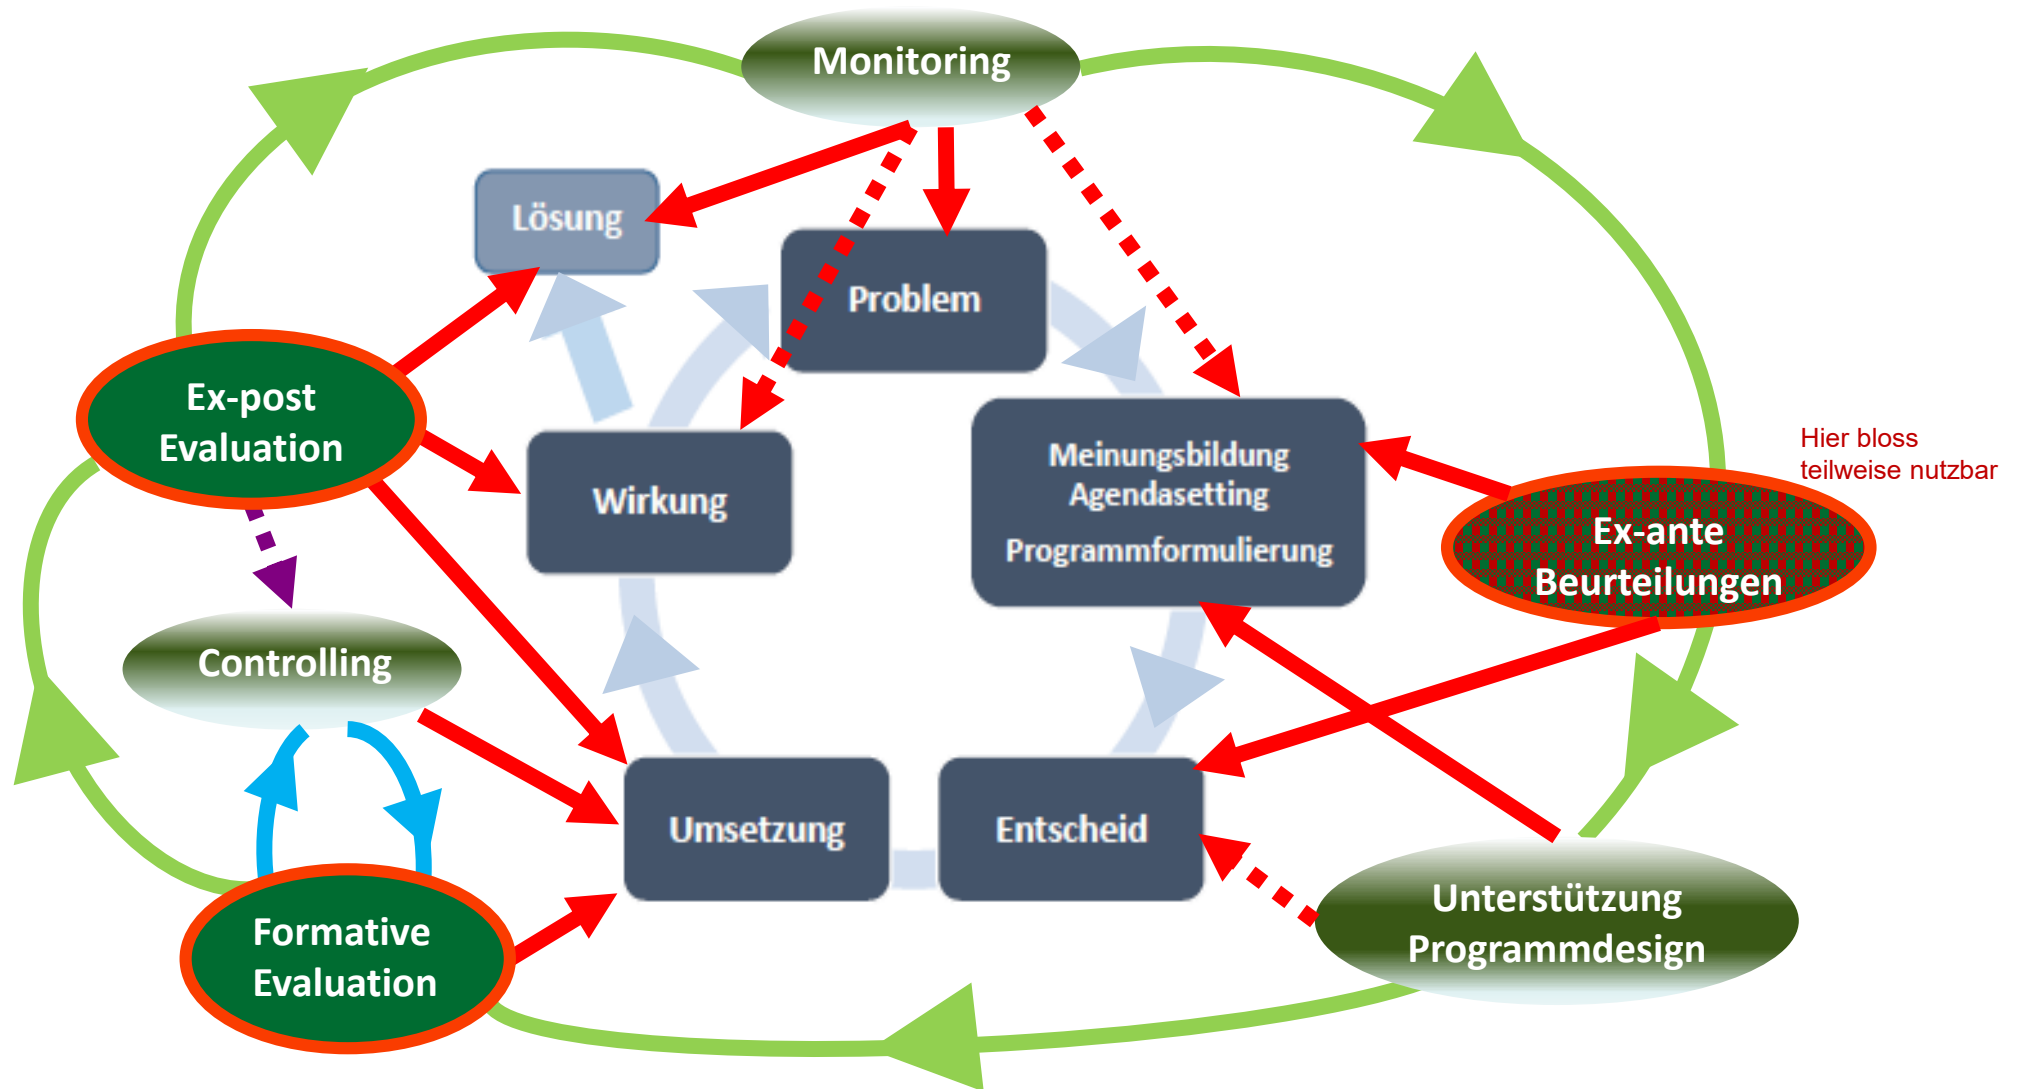 Monitoring
Lösung
Problem
Ex-post
Evaluation
Wirkung
Meinungsbildung
Agendasetting
Programmformulierung
Hier bloss
teilweise nutzbar
Ex-ante
Beurteilungen
Controlling
Umsetzung
Entscheid
Unterstützung
Programmdesign
Formative
Evaluation